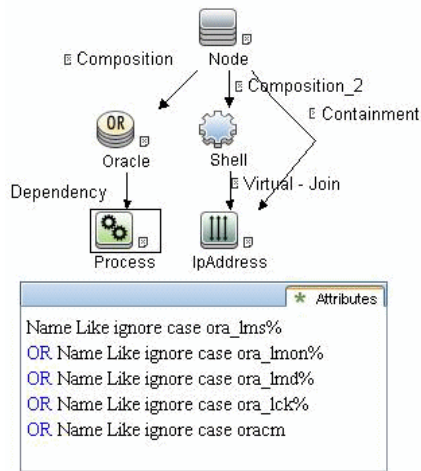 Node
Composition
Composition_2
Containment
OR
Oracle
Shell
Dependency
Virtual - Join
Process
IpAddress
* Attributes
Name Like ignore case ora_lms%
OR Name Like ignore case ora_lmon%
OR Name Like ignore case ora_lmd%
OR Name Like ignore case ora_lck%
OR Name Like ignore case oracm